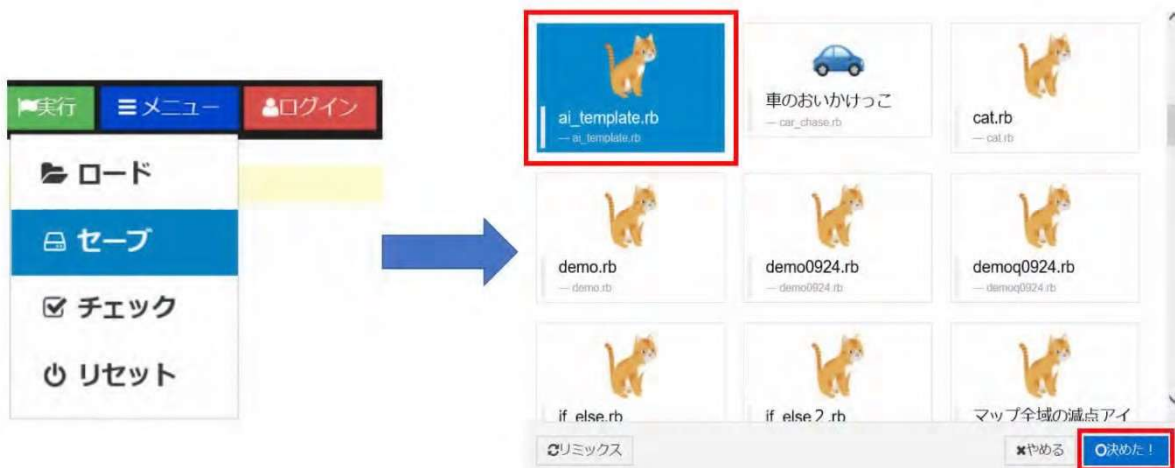 実行
メニュー
ログイン
ロード
セーブ
チェック
リセット
ai_template.rb
— ai_template.rb
車のおいかけっこ
— car_chase.rb
cat.rb
— cat.rb
demo.rb
— demo.rb
demo0924.rb
— demo0924.rb
demoq0924.rb
— demoq0924.rb
if_else.rb
if_else２.rb
マップ全域の減点アイ
リミックス
やめる
決めた！